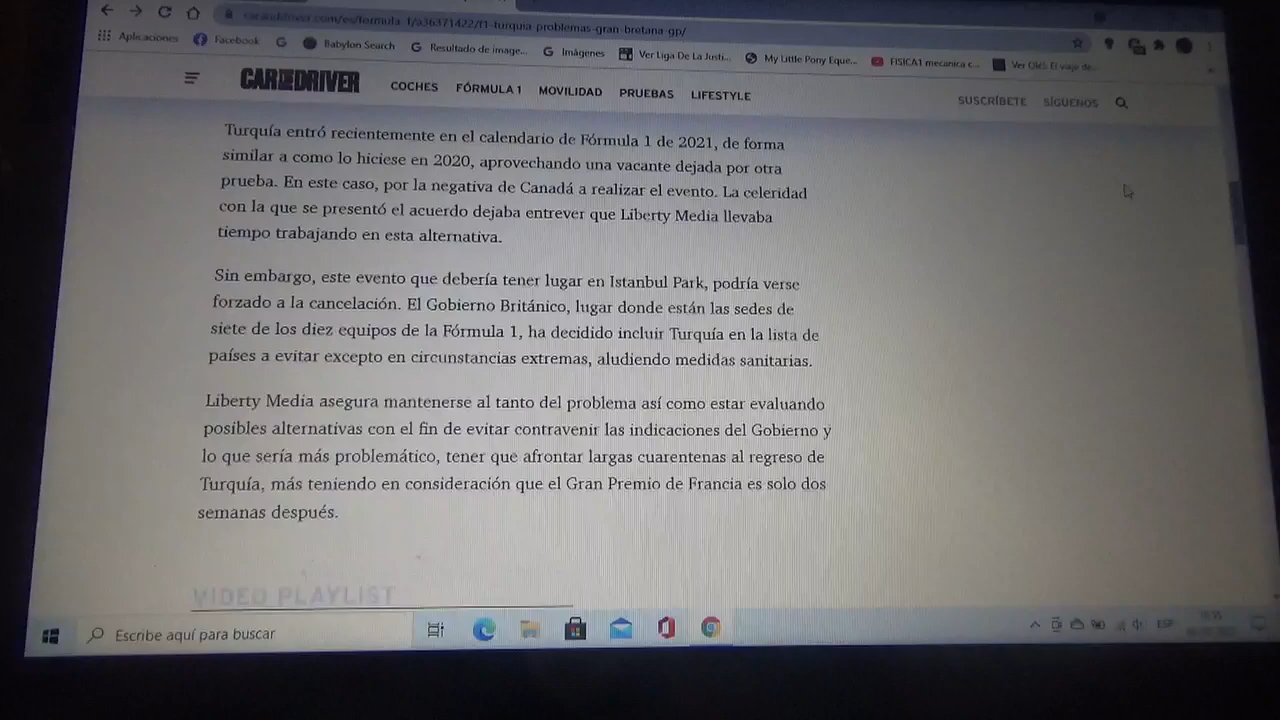 caranddriver.com/es/formula-1/a36371422/f1-turquia-problemas-gran-bretana-gp/
Aplicaciones Facebook Babylon Search Resultado de image... Imágenes Ver Liga De La Justi... My Little Pony Eque... FISICA1 mecanica c...
CAR AND DRIVER COCHES FÓRMULA 1 MOVILIDAD PRUEBAS LIFESTYLE SUSCRÍBETE SÍGUENOS
Turquía entró recientemente en el calendario de Fórmula 1 de 2021, de forma
similar a como lo hiciese en 2020, aprovechando una vacante dejada por otra
prueba. En este caso, por la negativa de Canadá a realizar el evento. La celeridad
con la que se presentó el acuerdo dejaba entrever que Liberty Media llevaba
tiempo trabajando en esta alternativa.
Sin embargo, este evento que debería tener lugar en Istanbul Park, podría verse
forzado a la cancelación. El Gobierno Británico, lugar donde están las sedes de
siete de los diez equipos de la Fórmula 1, ha decidido incluir Turquía en la lista de
países a evitar excepto en circunstancias extremas, aludiendo medidas sanitarias.
Liberty Media asegura mantenerse al tanto del problema así como estar evaluando
posibles alternativas con el fin de evitar contravenir las indicaciones del Gobierno y
lo que sería más problemático, tener que afrontar largas cuarentenas al regreso de
Turquía, más teniendo en consideración que el Gran Premio de Francia es solo dos
semanas después.
VIDEO PLAYLIST
Escribe aquí para buscar ESP